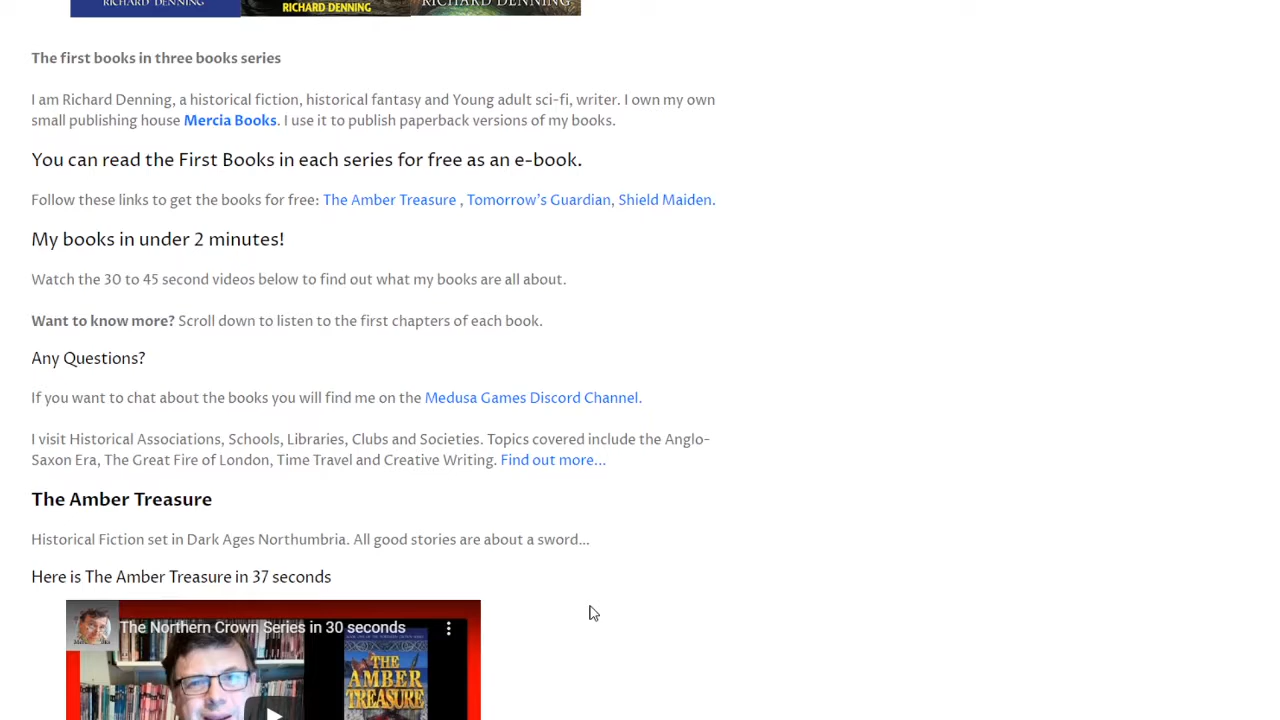 RICHARD DENNING RICHARD DENNING RICHARD DENNING
The first books in three books series
I am Richard Denning, a historical fiction, historical fantasy and Young adult sci-fi, writer. I own my own
small publishing house Mercia Books. I use it to publish paperback versions of my books.
You can read the First Books in each series for free as an e-book.
Follow these links to get the books for free: The Amber Treasure , Tomorrow’s Guardian, Shield Maiden.
My books in under 2 minutes!
Watch the 30 to 45 second videos below to find out what my books are all about.
Want to know more? Scroll down to listen to the first chapters of each book.
Any Questions?
If you want to chat about the books you will find me on the Medusa Games Discord Channel.
I visit Historical Associations, Schools, Libraries, Clubs and Societies. Topics covered include the Anglo-
Saxon Era, The Great Fire of London, Time Travel and Creative Writing. Find out more…
The Amber Treasure
Historical Fiction set in Dark Ages Northumbria. All good stories are about a sword…
Here is The Amber Treasure in 37 seconds
The Northern Crown Series in 30 seconds
THE
AMBER
TREASURE